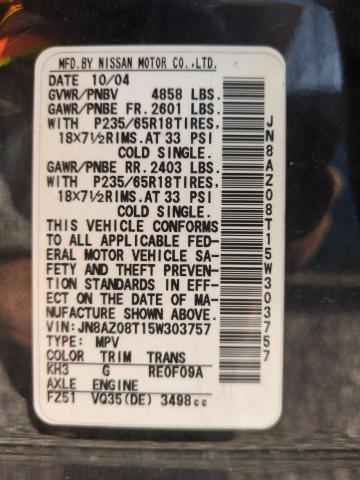 MFD.BY NISSAN MOTOR CO.,LTD.
DATE 10/04
GVWR/PNBV 4858 LBS.
GAWR/PNBE FR.2601 LBS.
WITH P235/65R18TIRES,
18×7½RIMS.AT 33 PSI
COLD SINGLE.
GAWR/PNBE RR.2403 LBS.
WITH P235/65R18TIRES,
18×7½RIMS.AT 33 PSI
COLD SINGLE.
THIS VEHICLE CONFORMS
TO ALL APPLICABLE FED-
ERAL MOTOR VEHICLE SA-
FETY AND THEFT PREVEN-
TION STANDARDS IN EFF-
ECT ON THE DATE OF MA-
NUFACTURE SHOWN ABOVE.
VIN:JN8AZ08T15W303757
TYPE: MPV
COLOR TRIM TRANS
KH3 G RE0F09A
AXLE ENGINE
FZ51 VQ35(DE) 3498cc
JN8AZ08T15W303757